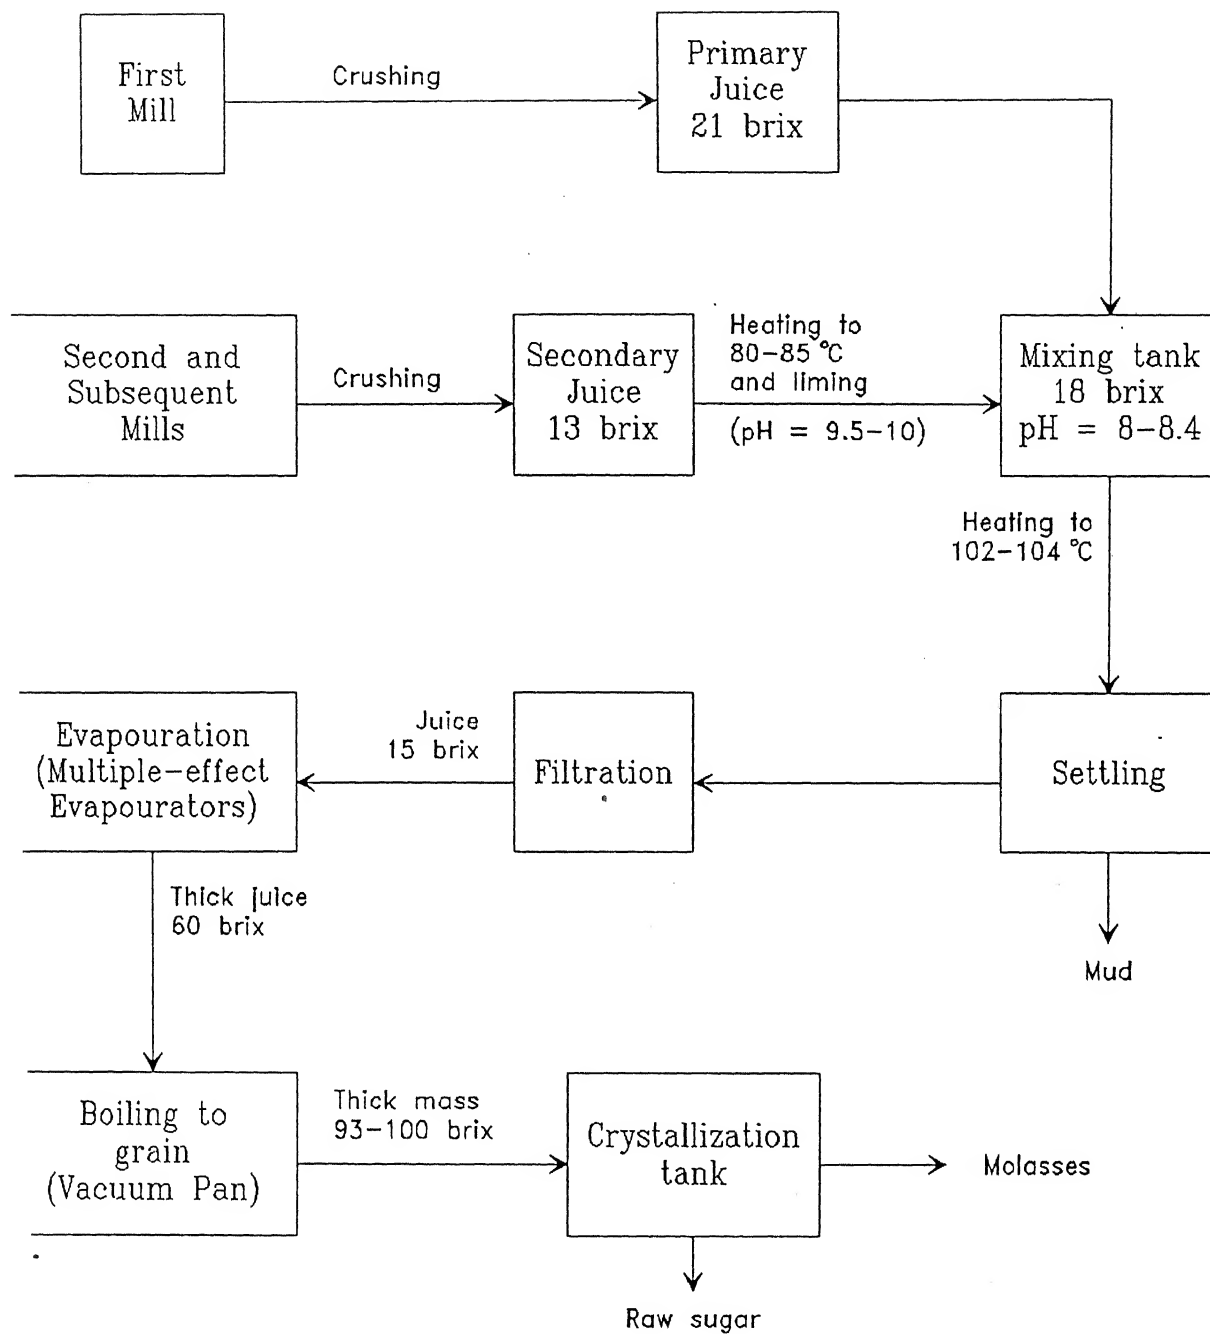 First
Mill
Crushing
Primary
Juice
21 brix
Second and
Subsequent
Mills
Crushing
Secondary
Juice
13 brix
Heating to
80-85 °C
and liming
(pH = 9.5-10)
Mixing tank
18 brix
pH = 8-8.4
Heating to
102-104 °C
Settling
Mud
Filtration
Juice
15 brix
Evapouration
(Multiple-effect
Evapourators)
Thick juice
60 brix
Boiling to
grain
(Vacuum Pan)
Thick mass
93-100 brix
Crystallization
tank
Molasses
Raw sugar